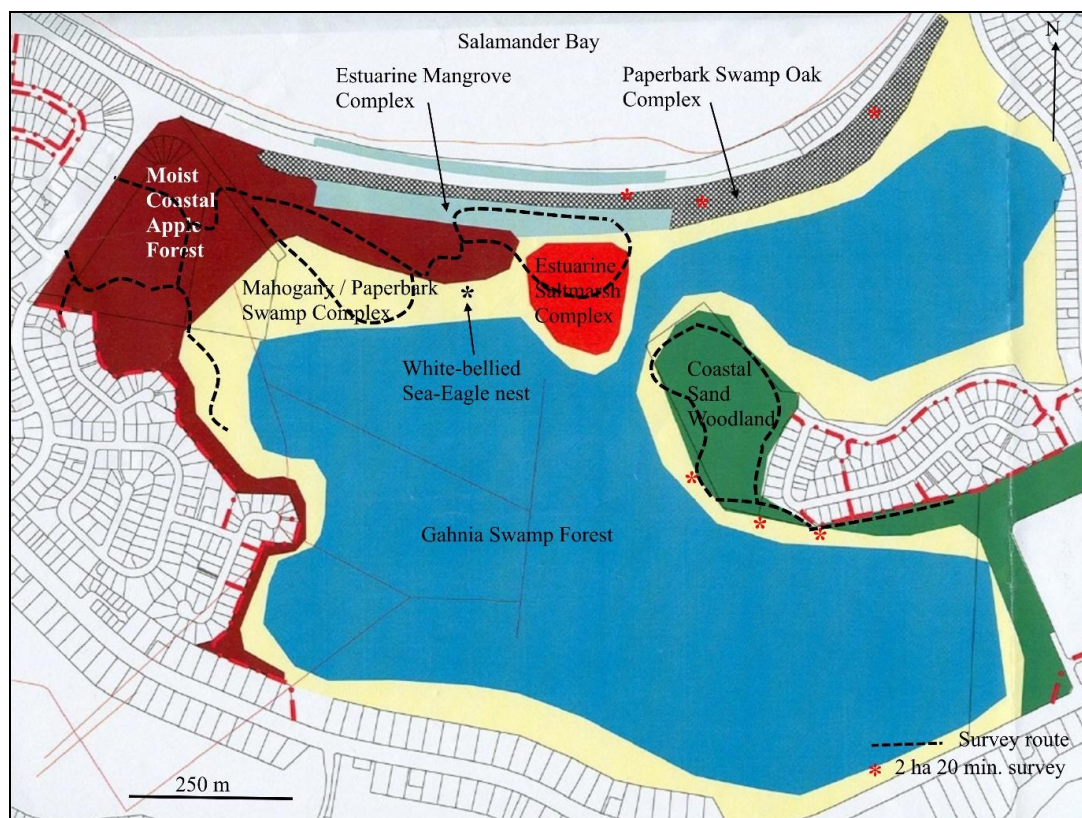 Salamander Bay
N
Estuarine Mangrove
Complex
Paperbark Swamp Oak
Complex
Moist
Coastal
Apple
Forest
Mahogany / Paperbark
Swamp Complex
Estuarine
Saltmarsh
Complex
White-bellied
Sea-Eagle nest
Coastal
Sand
Woodland
Gahnia Swamp Forest
Survey route
* 2 ha 20 min. survey
250 m